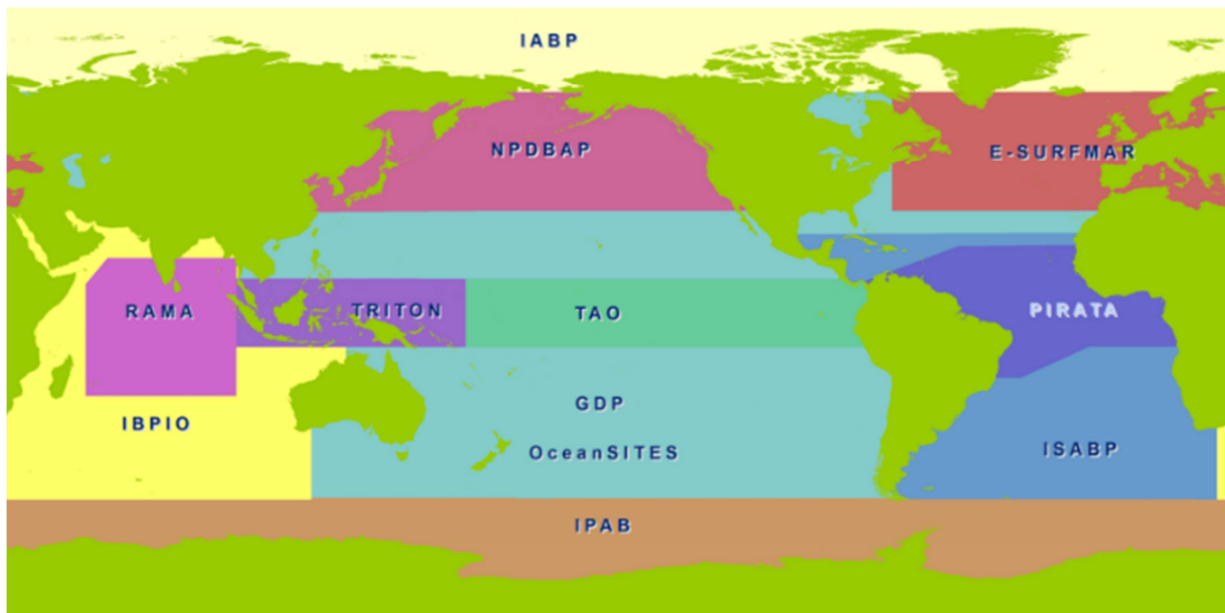 IABP
NPDBAP
E-SURFMAR
RAMA
TRITON
TAO
PIRATA
GDP
IBPIO
OceanSITES
ISABP
IPAB